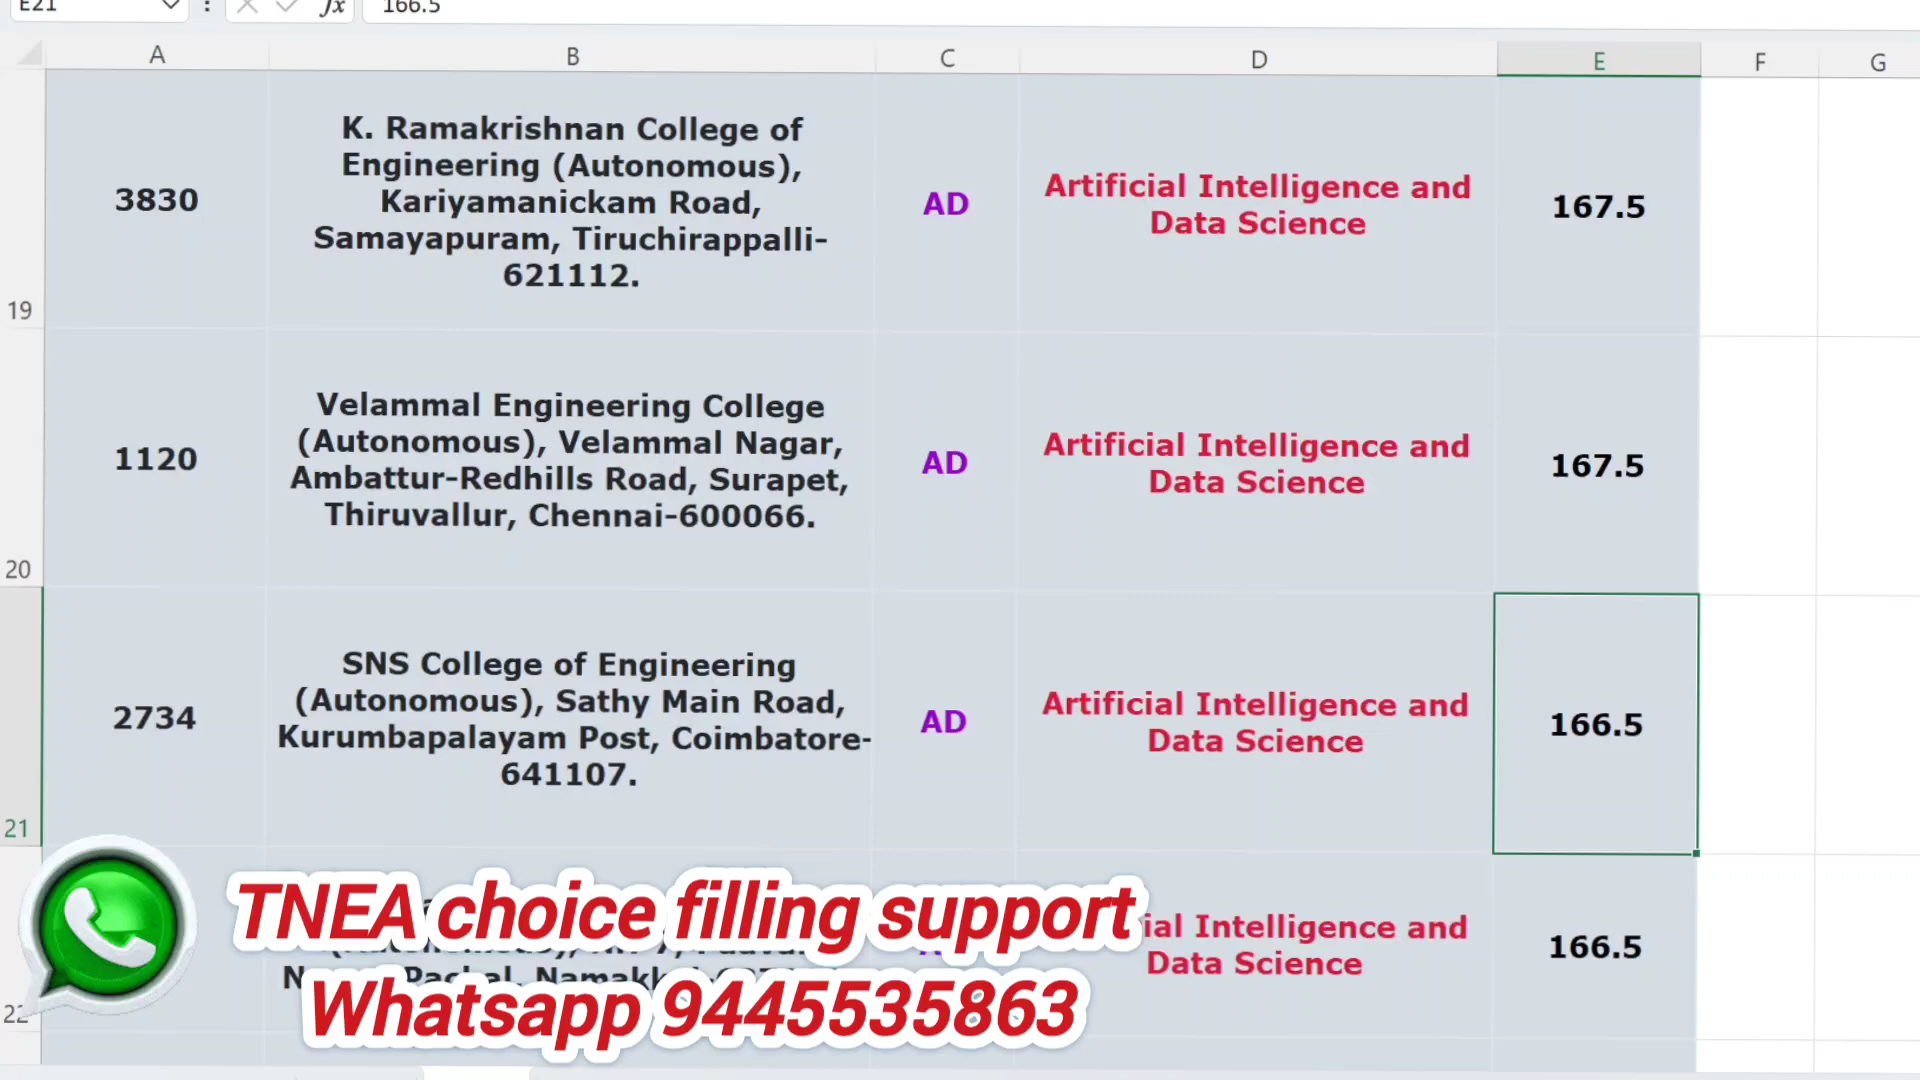 E21
fx
166.5
A B C D E F G
3830
K. Ramakrishnan College of
Engineering (Autonomous),
Kariyamanickam Road,
Samayapuram, Tiruchirappalli-
621112.
AD
Artificial Intelligence and
Data Science
167.5
19
1120
Velammal Engineering College
(Autonomous), Velammal Nagar,
Ambattur-Redhills Road, Surapet,
Thiruvallur, Chennai-600066.
AD
Artificial Intelligence and
Data Science
167.5
20
2734
SNS College of Engineering
(Autonomous), Sathy Main Road,
Kurumbapalayam Post, Coimbatore-
641107.
AD
Artificial Intelligence and
Data Science
166.5
21
and
Data Science
166.5
22
TNEA choice filling support
Whatsapp 9445535863